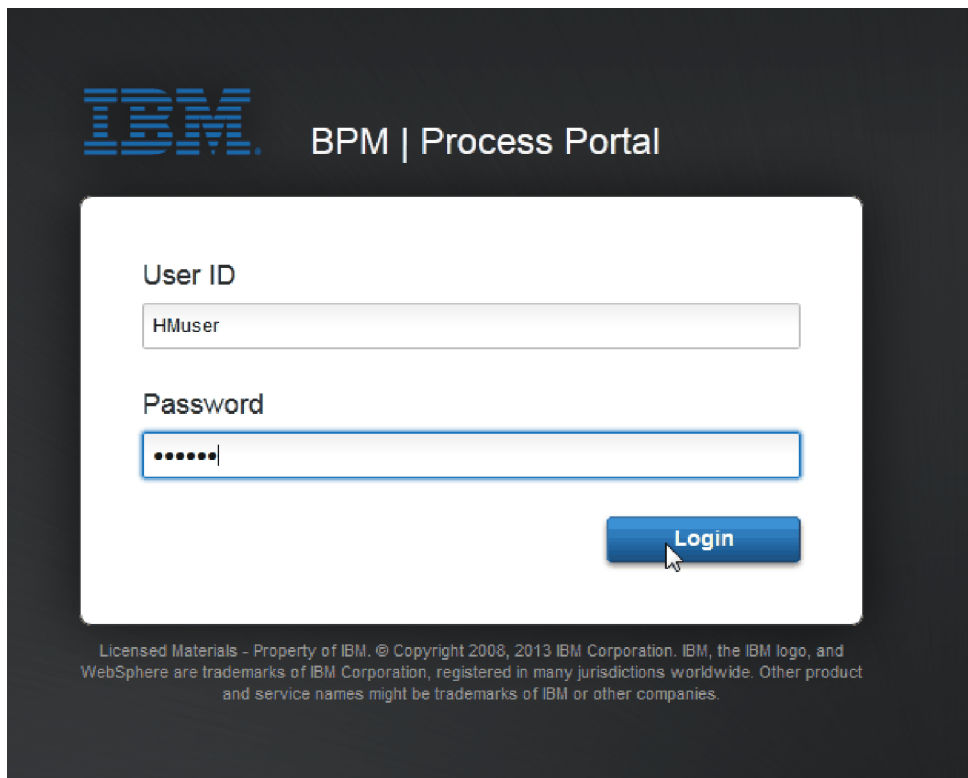 IBM.
BPM | Process Portal
User ID
HMuser
Password
••••••
Login
Licensed Materials - Property of IBM. © Copyright 2008, 2013 IBM Corporation. IBM, the IBM logo, and
WebSphere are trademarks of IBM Corporation, registered in many jurisdictions worldwide. Other product
and service names might be trademarks of IBM or other companies.